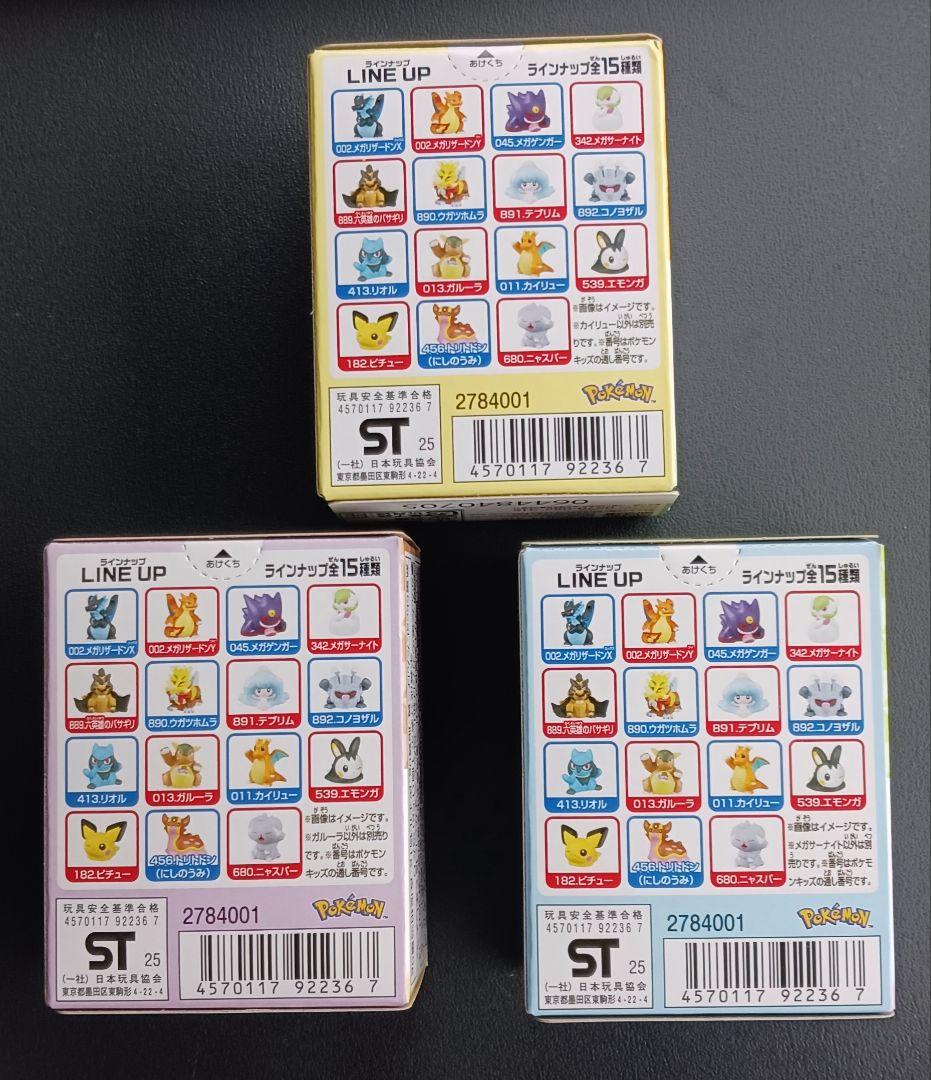 ラインナップ
LINE UP
あけくち
ラインナップ全15種類
ぜん しゅるい
002.メガリザードンX
002.メガリザードンY
045.メガゲンガー
342.メガサーナイト
889.六英雄のバサギリ
890.ウガツホムラ
891.テブリム
892.コノヨザル
413.リオル
013.ガルーラ
011.カイリュー
539.エモンガ
182.ピチュー
456.トリトドン
(にしのうみ)
680.ニャスパー
※画像はイメージです。
※カイリュー以外は別売
りです。※番号はポケモン
キッズの通し番号です。
玩具安全基準合格
4570117 92236 7
ST 25
(一社) 日本玩具協会
東京都墨田区東駒形4-22-4
2784001
Pokémon
4570117 922367
ラインナップ
LINE UP
あけくち
ラインナップ全15種類
ぜん しゅるい
002.メガリザードンX
002.メガリザードンY
045.メガゲンガー
342.メガサーナイト
889.六英雄のバサギリ
890.ウガツホムラ
891.テブリム
892.コノヨザル
413.リオル
013.ガルーラ
011.カイリュー
539.エモンガ
182.ピチュー
456.トリトドン
(にしのうみ)
680.ニャスパー
※画像はイメージです。
※ガルーラ以外は別売り
です。※番号はポケモン
キッズの通し番号です。
玩具安全基準合格
4570117 92236 7
ST 25
(一社) 日本玩具協会
東京都墨田区東駒形4-22-4
2784001
Pokémon
4570117 922367
ラインナップ
LINE UP
あけくち
ラインナップ全15種類
ぜん しゅるい
002.メガリザードンX
002.メガリザードンY
045.メガゲンガー
342.メガサーナイト
889.六英雄のバサギリ
890.ウガツホムラ
891.テブリム
892.コノヨザル
413.リオル
013.ガルーラ
011.カイリュー
539.エモンガ
182.ピチュー
456.トリトドン
(にしのうみ)
680.ニャスパー
※画像はイメージです。
※メガサーナイト以外は別
売りです。※番号はポケモ
ンキッズの通し番号です。
玩具安全基準合格
4570117 92236 7
ST 25
(一社) 日本玩具協会
東京都墨田区東駒形4-22-4
2784001
Pokémon
4570117 922367